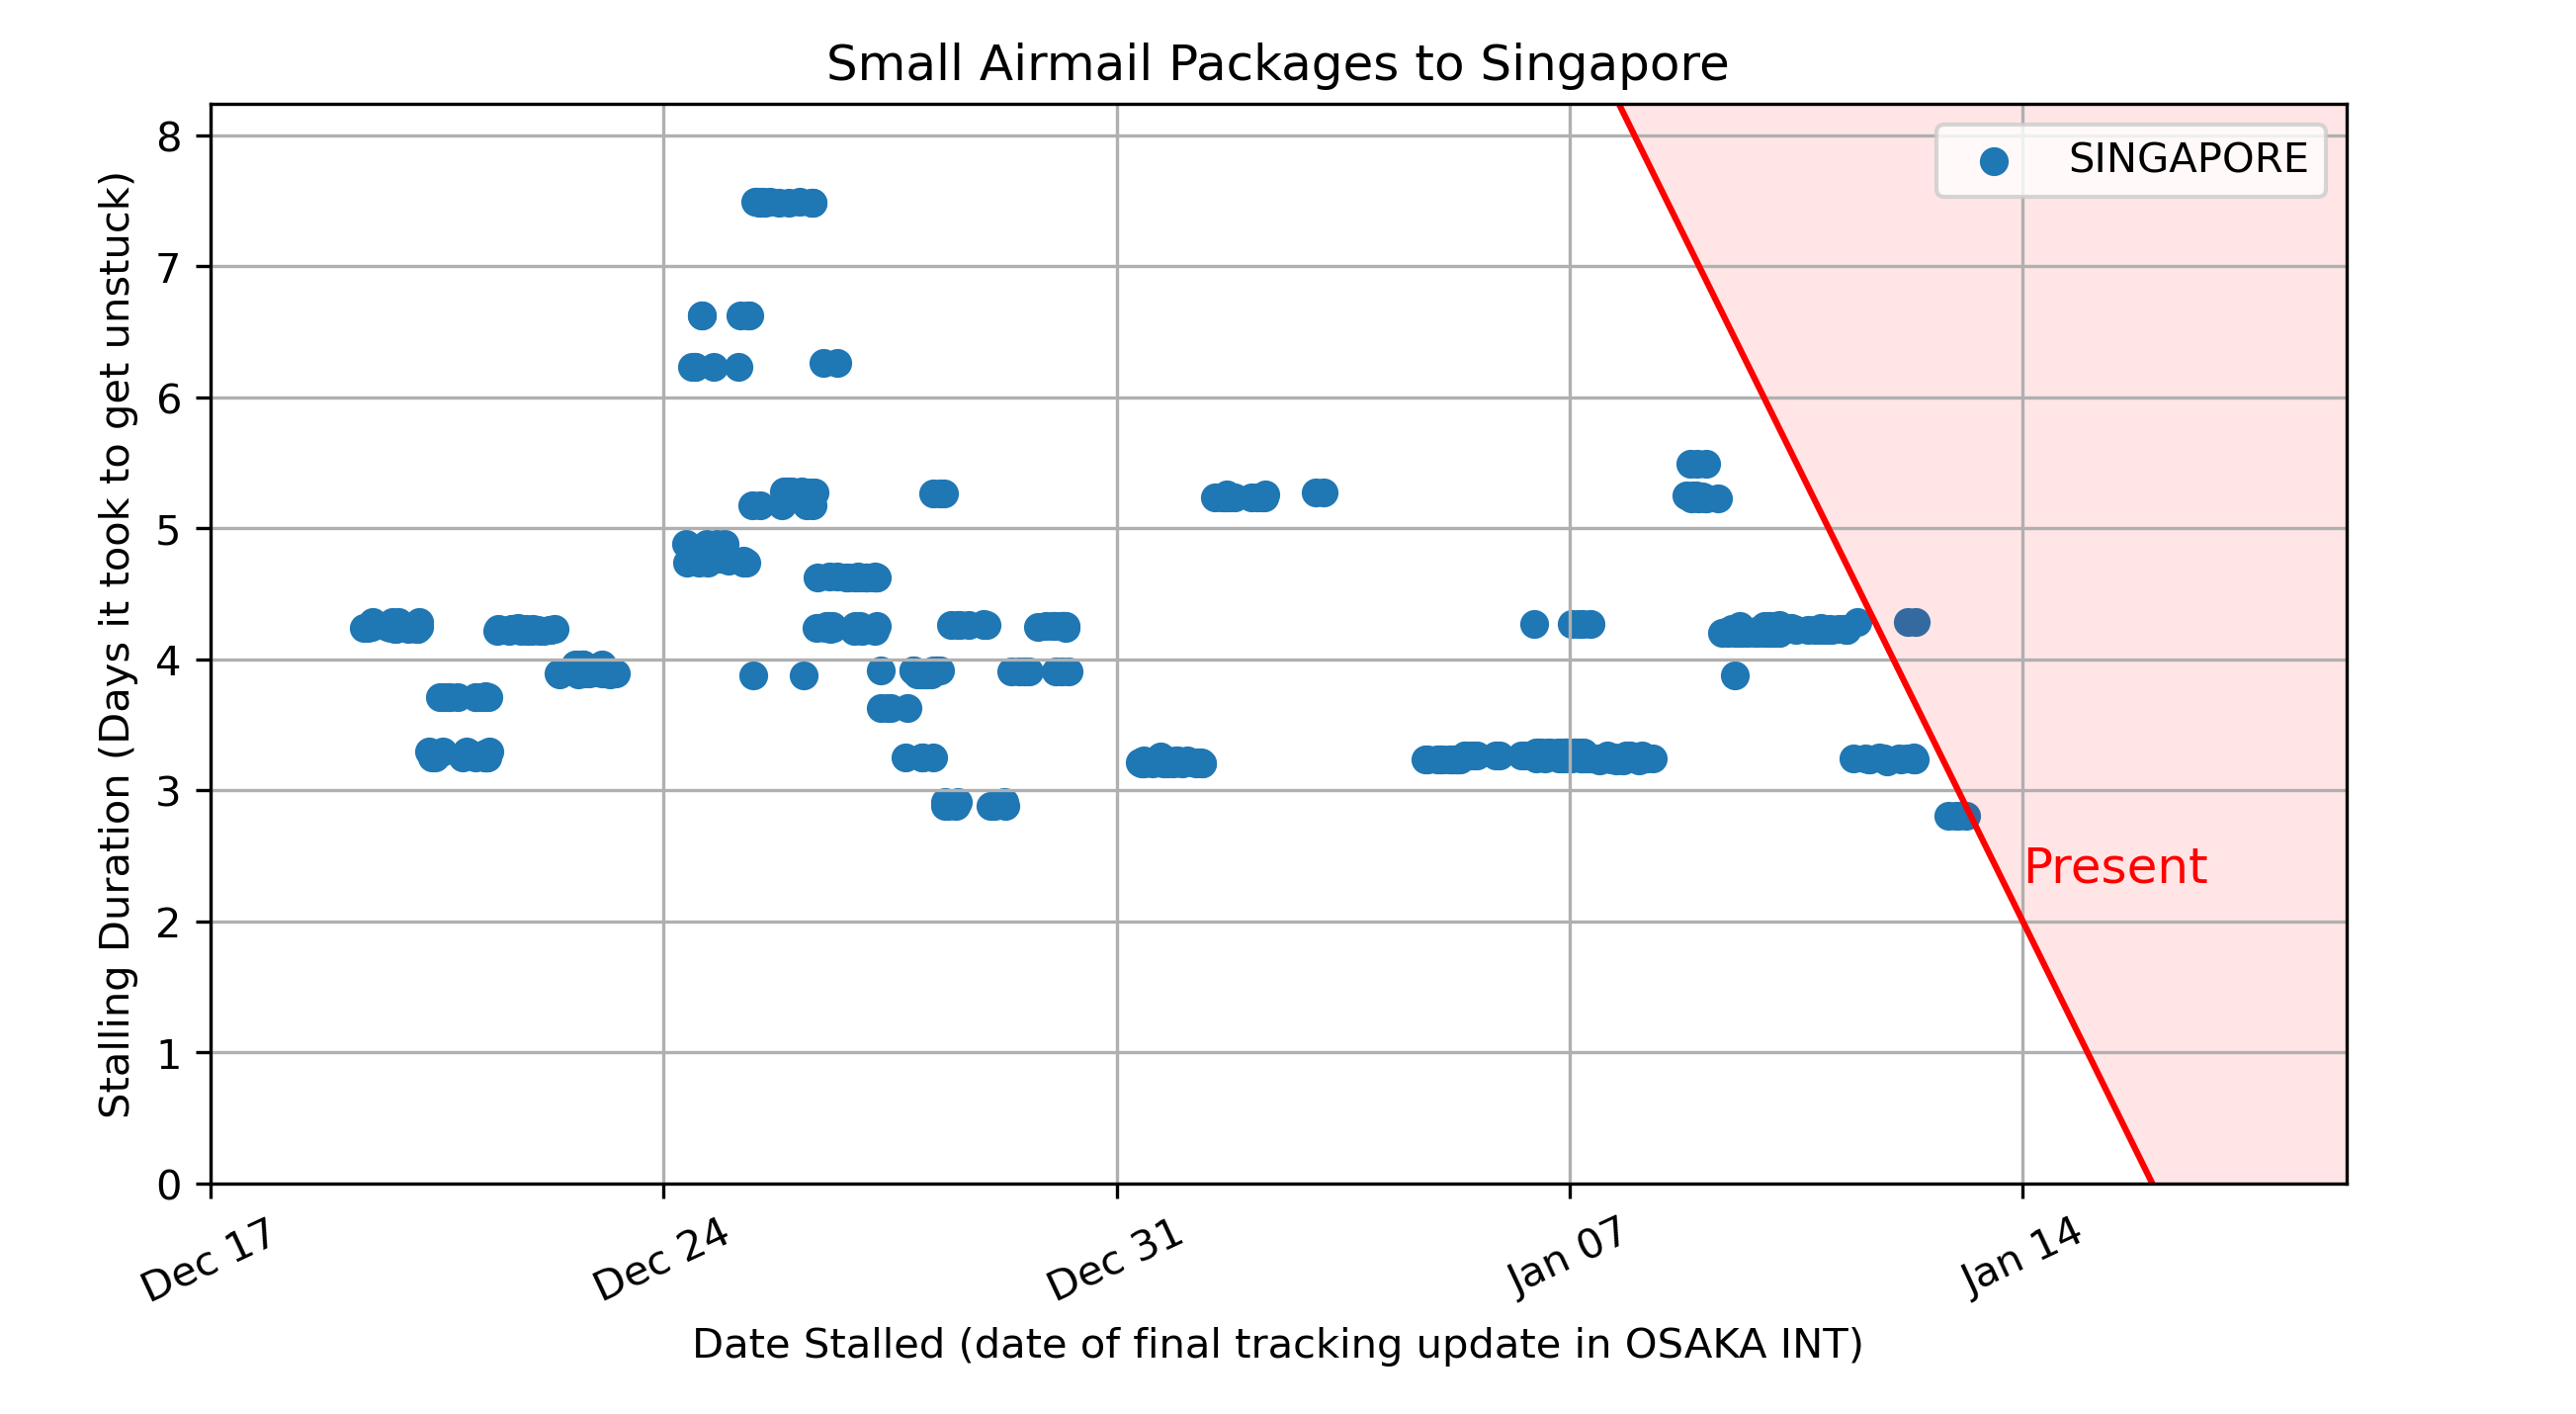 Small Airmail Packages to Singapore
SINGAPORE
Stalling Duration (Days it took to get unstuck)
8
7
6
5
4
3
2
1
0
Present
Dec 17
Dec 24
Dec 31
Jan 07
Jan 14
Date Stalled (date of final tracking update in OSAKA INT)